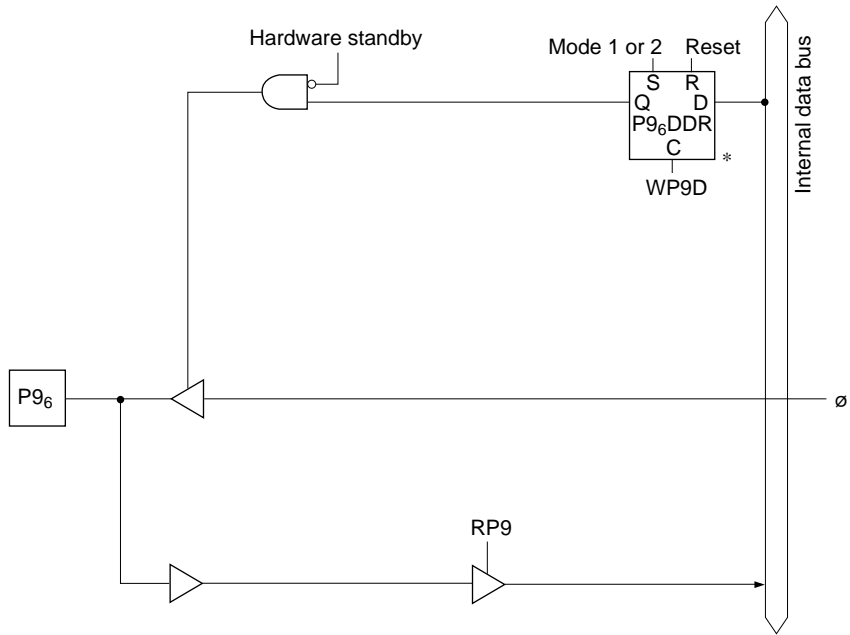 Hardware standby
Mode 1 or 2
Reset
S R
Q D
P9₆DDR
C
*
WP9D
Internal data bus
P9₆
ø
RP9